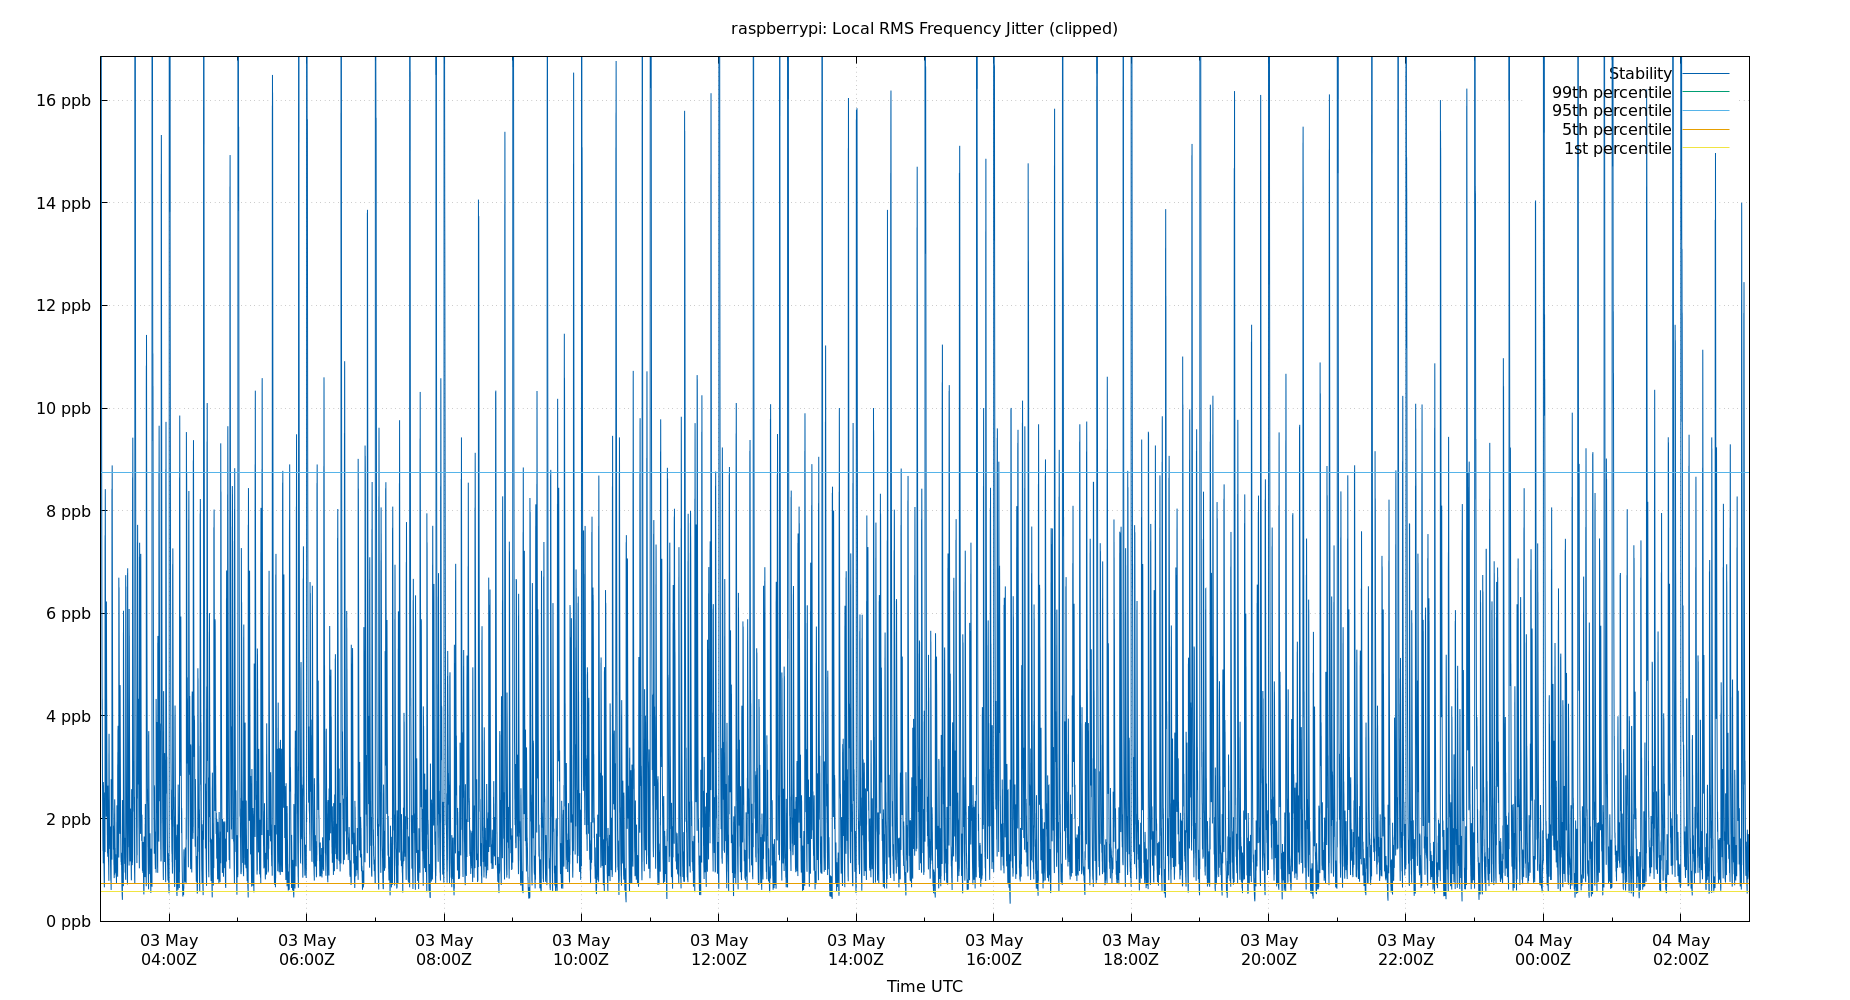 raspberrypi: Local RMS Frequency Jitter (clipped)
Stability
99th percentile
95th percentile
5th percentile
1st percentile
16 ppb
14 ppb
12 ppb
10 ppb
8 ppb
6 ppb
4 ppb
2 ppb
0 ppb
03 May 03 May 03 May 03 May 03 May 03 May 03 May 03 May 03 May 03 May 04 May 04 May
04:00Z 06:00Z 08:00Z 10:00Z 12:00Z 14:00Z 16:00Z 18:00Z 20:00Z 22:00Z 00:00Z 02:00Z
Time UTC